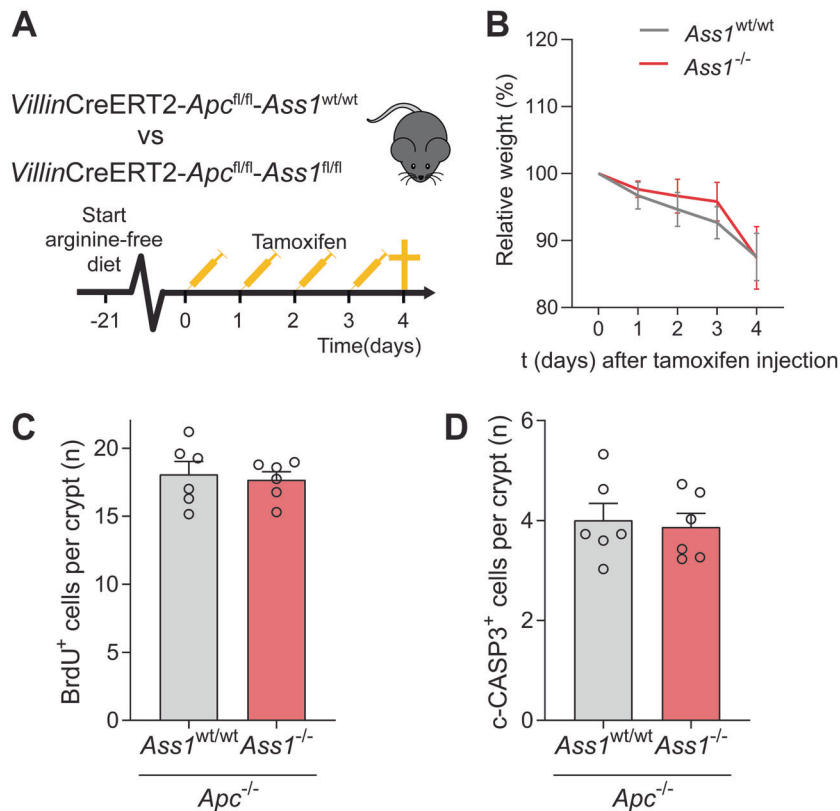 A
VillinCreERT2-Apcfl/fl-Ass1wt/wt
vs
VillinCreERT2-Apcfl/fl-Ass1fl/fl
Start
arginine-free
diet
Tamoxifen
-21 0 1 2 3 4
Time(days)
B
Ass1wt/wt
Ass1-/-
Relative weight (%)
120
110
100
90
80
0 1 2 3 4
t (days) after tamoxifen injection
C
BrdU+ cells per crypt (n)
20
15
10
5
0
Ass1wt/wt Ass1-/-
Apc-/-
D
c-CASP3+ cells per crypt (n)
6
4
2
0
Ass1wt/wt Ass1-/-
Apc-/-